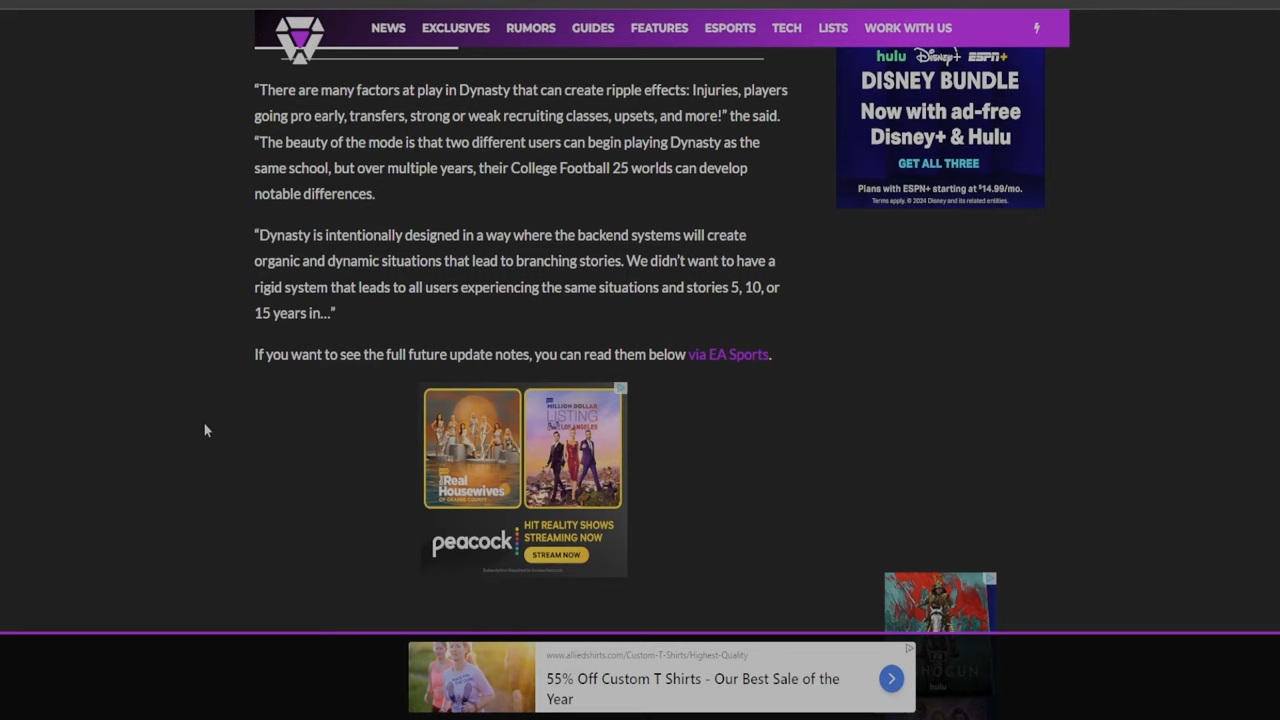 NEWS EXCLUSIVES RUMORS GUIDES FEATURES ESPORTS TECH LISTS WORK WITH US
“There are many factors at play in Dynasty that can create ripple effects: Injuries, players
going pro early, transfers, strong or weak recruiting classes, upsets, and more!” the said.
“The beauty of the mode is that two different users can begin playing Dynasty as the
same school, but over multiple years, their College Football 25 worlds can develop
notable differences.
“Dynasty is intentionally designed in a way where the backend systems will create
organic and dynamic situations that lead to branching stories. We didn’t want to have a
rigid system that leads to all users experiencing the same situations and stories 5, 10, or
15 years in…”
If you want to see the full future update notes, you can read them below via EA Sports.
hulu Disney+ ESPN+
DISNEY BUNDLE
Now with ad-free
Disney+ & Hulu
GET ALL THREE
Plans with ESPN+ starting at $14.99/mo.
Terms apply. © 2024 Disney and its related entities.
The Real
Housewives
OF ORANGE COUNTY
MILLION DOLLAR
LISTING
LOS ANGELES
peacock
HIT REALITY SHOWS
STREAMING NOW
STREAM NOW
FX
SHOGUN
hulu
www.alliedshirts.com/Custom-T-Shirts/Highest-Quality
55% Off Custom T Shirts - Our Best Sale of the
Year